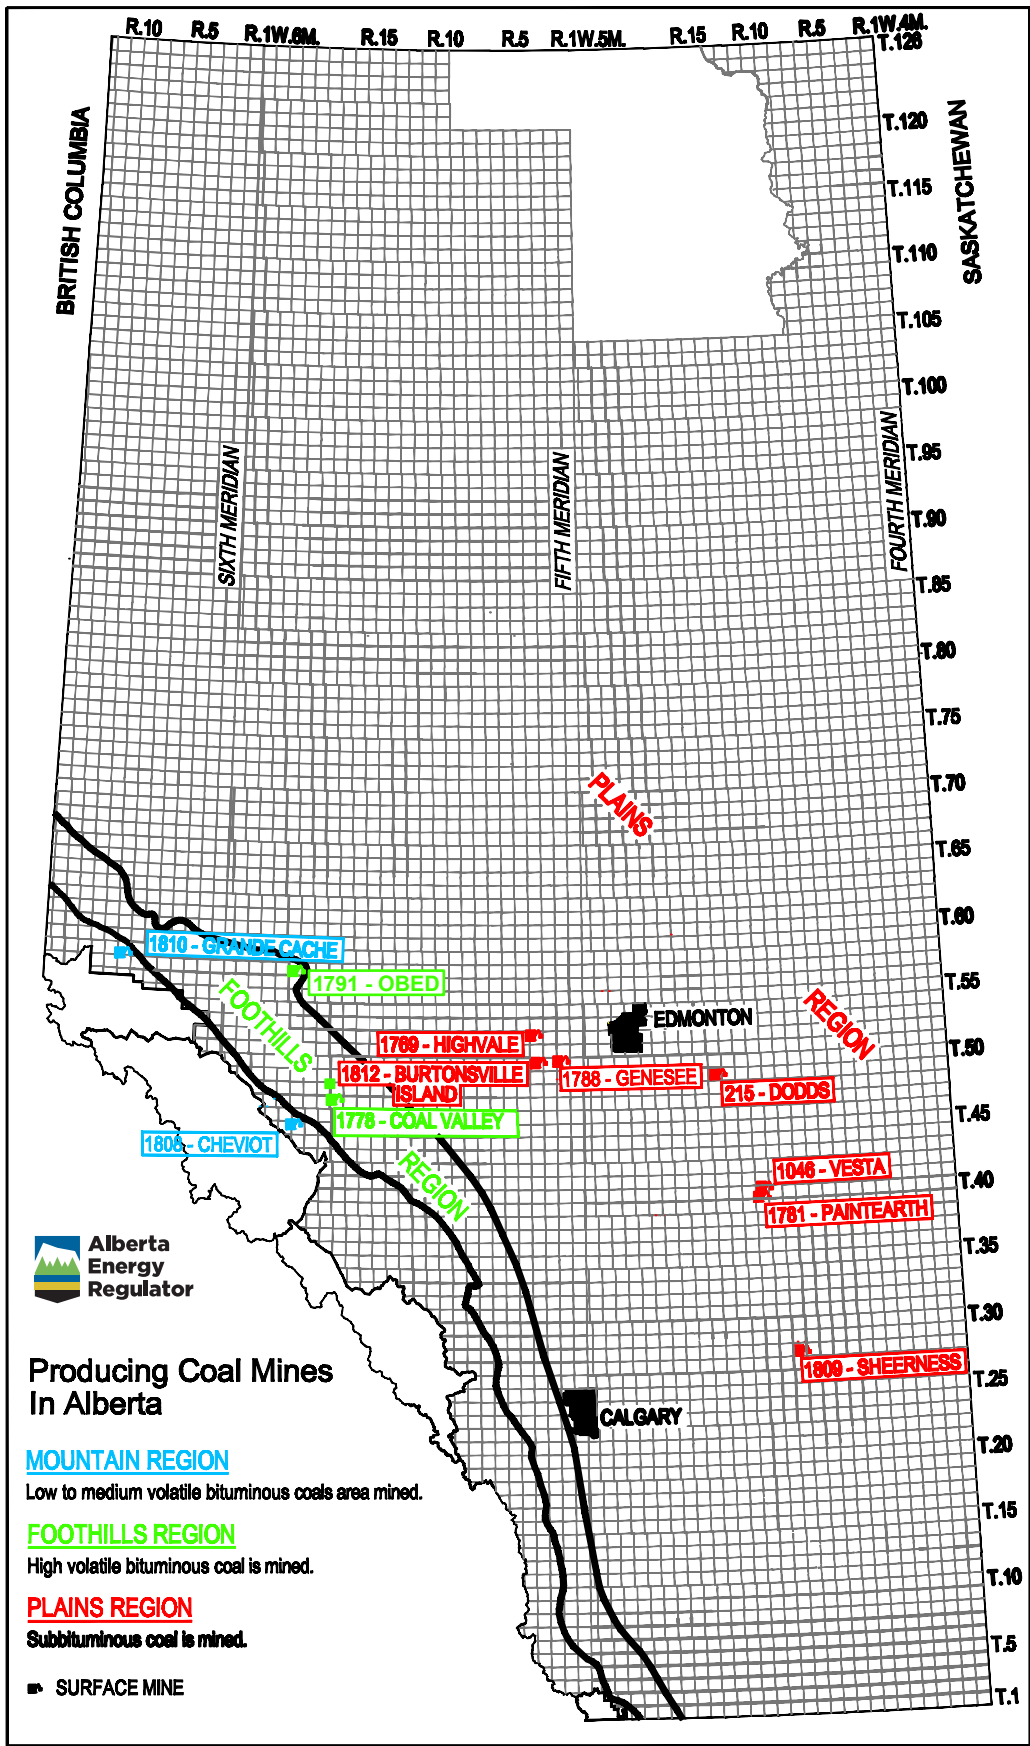 R.10 R.5 R.1W.6M. R.15 R.10 R.5 R.1W.5M. R.15 R.10 R.5 R.1W.4M.
T.126
T.120
T.115
T.110
T.105
T.100
T.95
T.90
T.85
T.80
T.75
T.70
T.65
T.60
T.55
T.50
T.45
T.40
T.35
T.30
T.25
T.20
T.15
T.10
T.5
T.1
BRITISH COLUMBIA
SASKATCHEWAN
SIXTH MERIDIAN
FIFTH MERIDIAN
FOURTH MERIDIAN
PLAINS
REGION
1810 - GRANDE CACHE
1791 - OBED
FOOTHILLS
REGION
EDMONTON
1769 - HIGHVALE
1812 - BURTONSVILLE
ISLAND
1788 - GENESEE
215 - DODDS
1778 - COAL VALLEY
1808 - CHEVIOT
1046 - VESTA
1781 - PAINTEARTH
1809 - SHEERNESS
CALGARY
Alberta
Energy
Regulator
Producing Coal Mines
In Alberta
MOUNTAIN REGION
Low to medium volatile bituminous coals area mined.
FOOTHILLS REGION
High volatile bituminous coal is mined.
PLAINS REGION
Subbituminous coal is mined.
SURFACE MINE